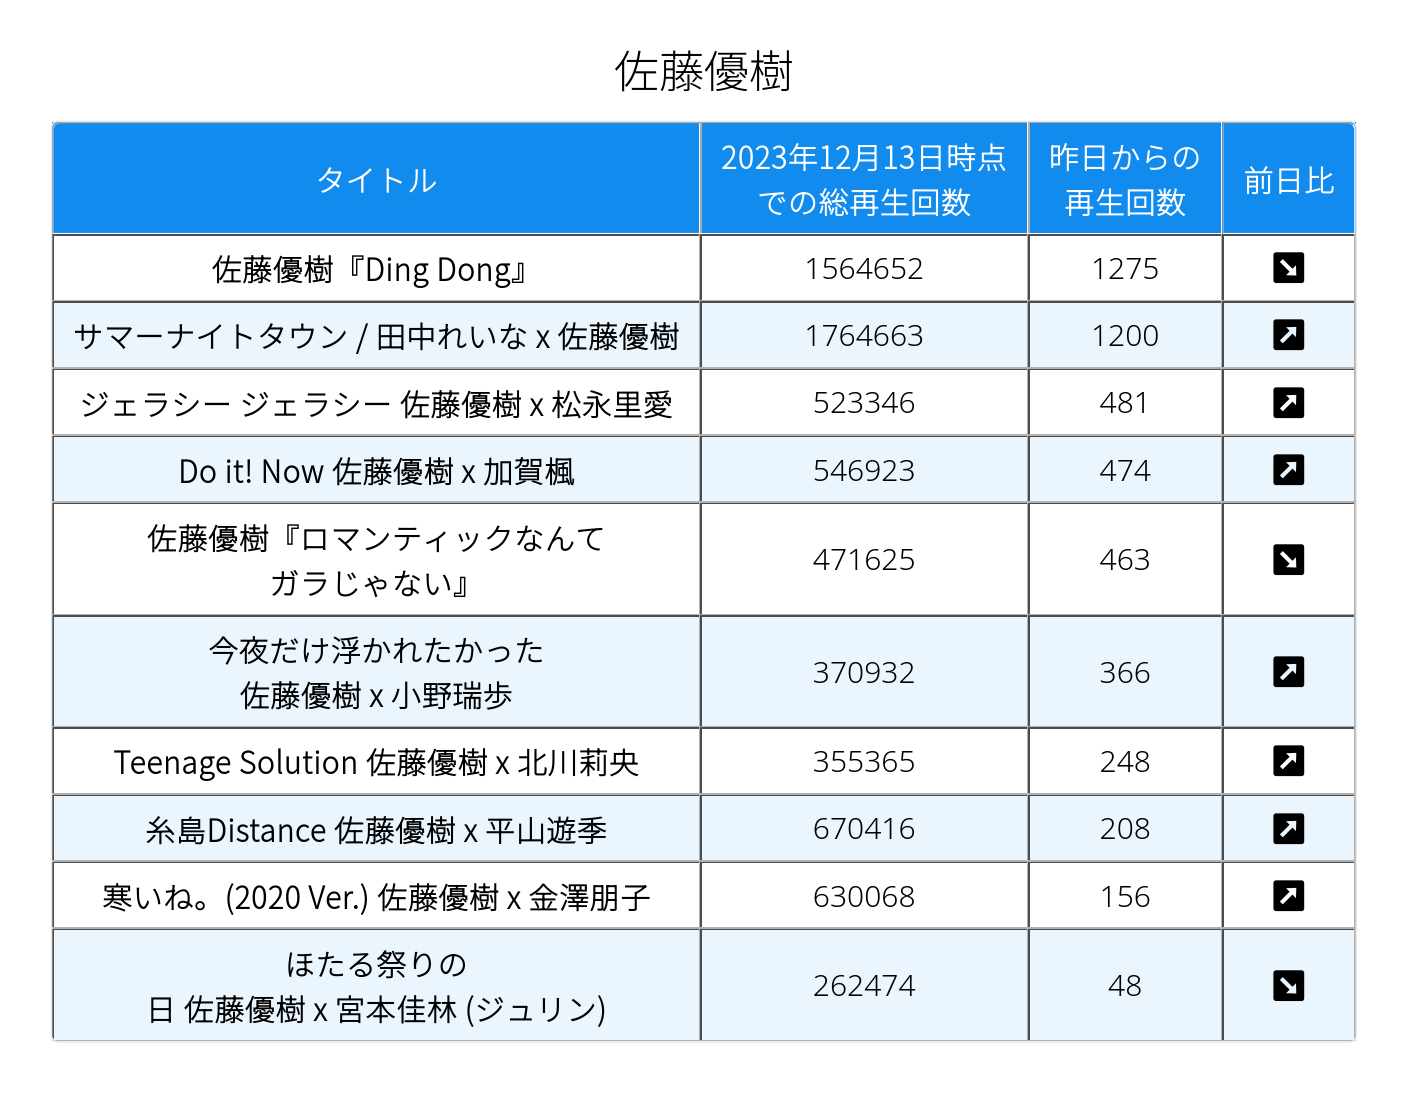 佐藤優樹
タイトル
2023年12月13日時点
での総再生回数
昨日からの
再生回数
前日比
佐藤優樹『Ding Dong』 1564652 1275
サマーナイトタウン / 田中れいな x 佐藤優樹 1764663 1200
ジェラシー ジェラシー 佐藤優樹 x 松永里愛 523346 481
Do it! Now 佐藤優樹 x 加賀楓 546923 474
佐藤優樹『ロマンティックなんて
ガラじゃない』 471625 463
今夜だけ浮かれたかった
佐藤優樹 x 小野瑞歩 370932 366
Teenage Solution 佐藤優樹 x 北川莉央 355365 248
糸島Distance 佐藤優樹 x 平山遊季 670416 208
寒いね。(2020 Ver.) 佐藤優樹 x 金澤朋子 630068 156
ほたる祭りの
日 佐藤優樹 x 宮本佳林 (ジュリン) 262474 48